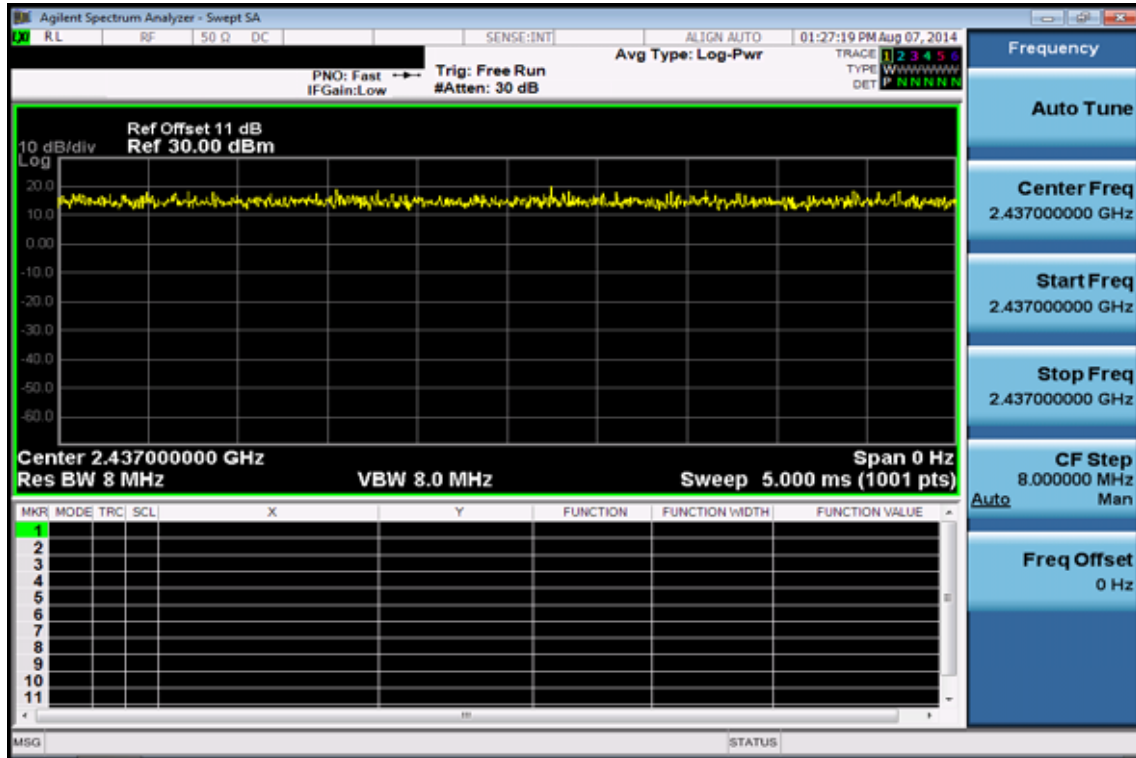 Agilent Spectrum Analyzer - Swept SA
RL RF 50 Ω DC SENSE:INT ALIGN AUTO 01:27:19 PM Aug 07, 2014
PNO: Fast Trig: Free Run Avg Type: Log-Pwr TRACE 1 2 3 4 5 6
IFGain:Low #Atten: 30 dB TYPE WWWWWW
DET P N N N N N
Frequency
Auto Tune
Center Freq
2.437000000 GHz
Start Freq
2.437000000 GHz
Stop Freq
2.437000000 GHz
CF Step
8.000000 MHz
Auto Man
Freq Offset
0 Hz
Ref Offset 11 dB
10 dB/div Ref 30.00 dBm
Log
20.0
10.0
0.00
-10.0
-20.0
-30.0
-40.0
-50.0
-60.0
Center 2.437000000 GHz Span 0 Hz
Res BW 8 MHz VBW 8.0 MHz Sweep 5.000 ms (1001 pts)
MKR MODE TRC SCL X Y FUNCTION FUNCTION WIDTH FUNCTION VALUE
1
2
3
4
5
6
7
8
9
10
11
MSG STATUS